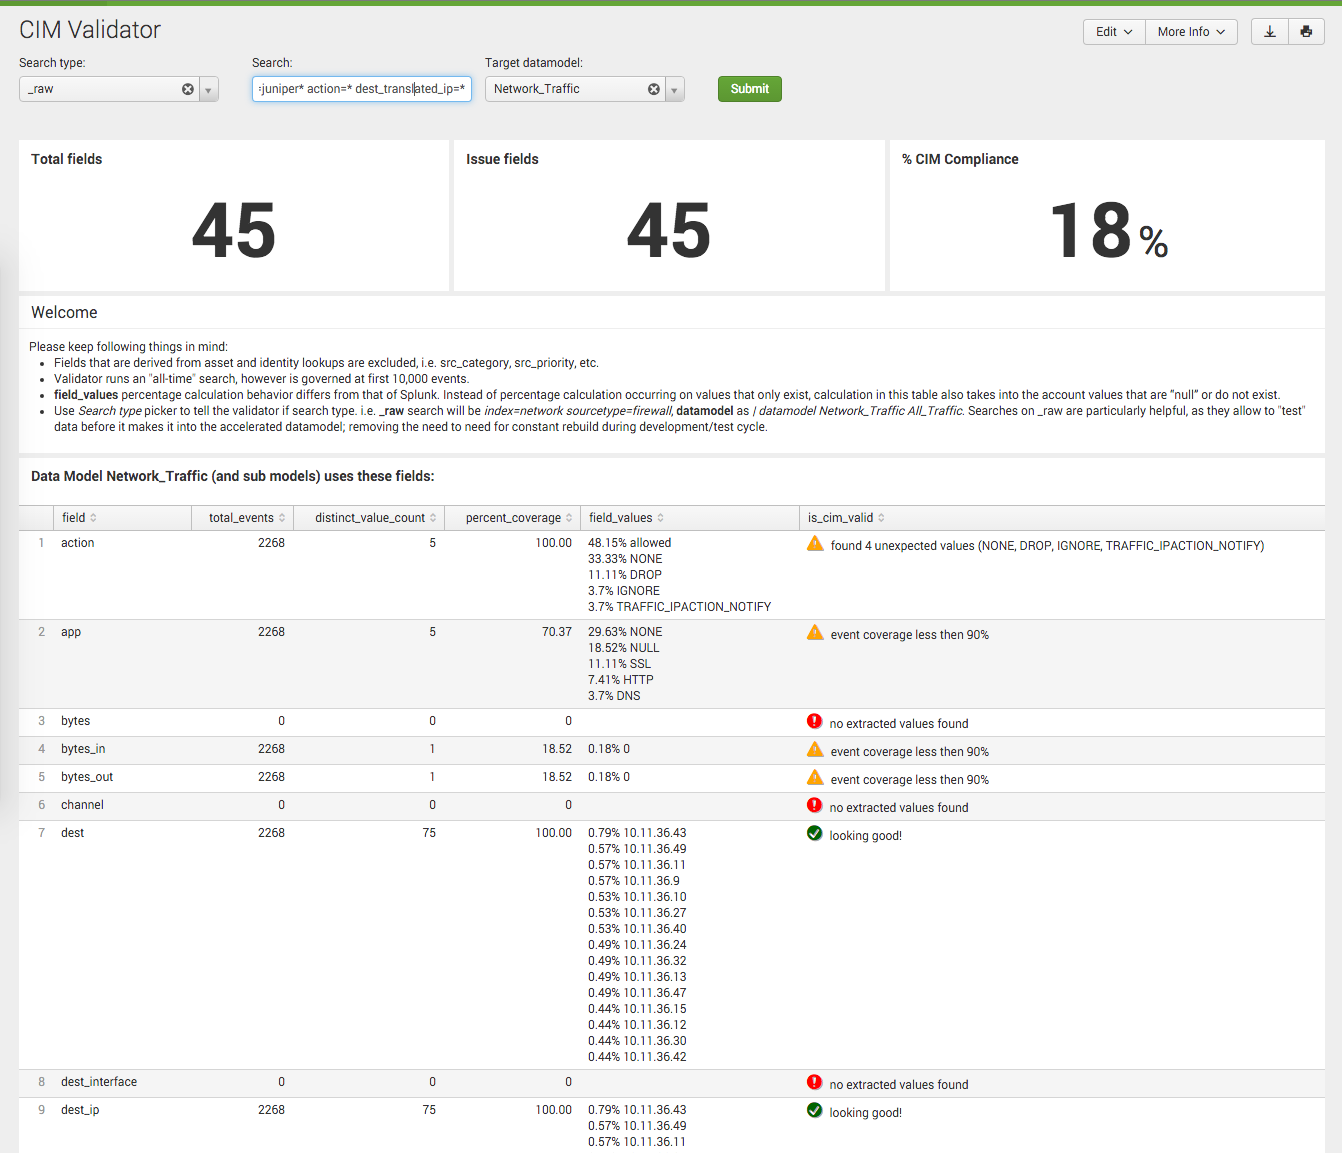 CIM Validator
Edit
More Info
Search type:
Search:
Target datamodel:
_raw
:juniper* action=* dest_translated_ip=*
Network_Traffic
Submit
Total fields
Issue fields
% CIM Compliance
45
45
18 %
Welcome
Please keep following things in mind:
• Fields that are derived from asset and identity lookups are excluded, i.e. src_category, src_priority, etc.
• Validator runs an "all-time" search, however is governed at first 10,000 events.
• field_values percentage calculation behavior differs from that of Splunk. Instead of percentage calculation occurring on values that only exist, calculation in this table also takes into the account values that are "null" or do not exist.
• Use Search type picker to tell the validator if search type. i.e. _raw search will be index=network sourcetype=firewall, datamodel as | datamodel Network_Traffic All_Traffic. Searches on _raw are particularly helpful, as they allow to "test"
data before it makes it into the accelerated datamodel; removing the need to need for constant rebuild during development/test cycle.
Data Model Network_Traffic (and sub models) uses these fields:
field total_events distinct_value_count percent_coverage field_values is_cim_valid
1 action 2268 5 100.00 48.15% allowed found 4 unexpected values (NONE, DROP, IGNORE, TRAFFIC_IPACTION_NOTIFY)
33.33% NONE
11.11% DROP
3.7% IGNORE
3.7% TRAFFIC_IPACTION_NOTIFY
2 app 2268 5 70.37 29.63% NONE event coverage less then 90%
18.52% NULL
11.11% SSL
7.41% HTTP
3.7% DNS
3 bytes 0 0 0 no extracted values found
4 bytes_in 2268 1 18.52 0.18% 0 event coverage less then 90%
5 bytes_out 2268 1 18.52 0.18% 0 event coverage less then 90%
6 channel 0 0 0 no extracted values found
7 dest 2268 75 100.00 0.79% 10.11.36.43 looking good!
0.57% 10.11.36.49
0.57% 10.11.36.11
0.57% 10.11.36.9
0.53% 10.11.36.10
0.53% 10.11.36.27
0.53% 10.11.36.40
0.49% 10.11.36.24
0.49% 10.11.36.32
0.49% 10.11.36.13
0.49% 10.11.36.47
0.44% 10.11.36.15
0.44% 10.11.36.12
0.44% 10.11.36.30
0.44% 10.11.36.42
8 dest_interface 0 0 0 no extracted values found
9 dest_ip 2268 75 100.00 0.79% 10.11.36.43 looking good!
0.57% 10.11.36.49
0.57% 10.11.36.11